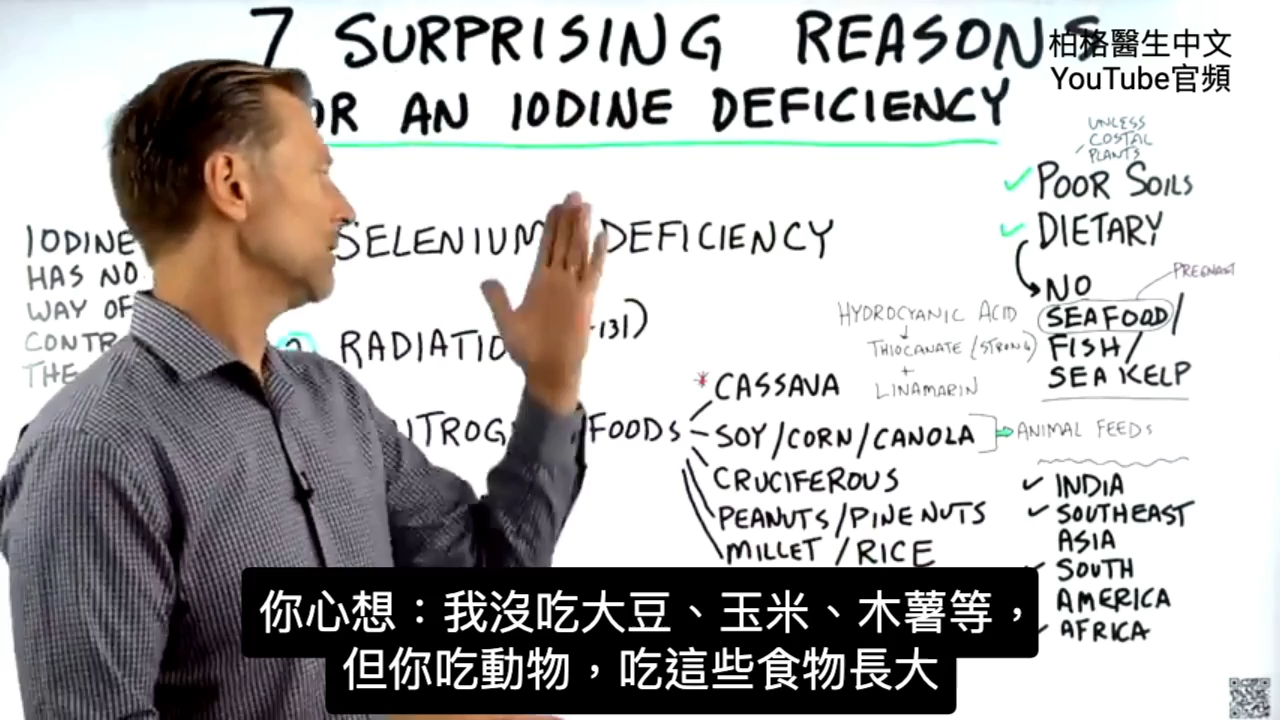 7 SURPRISING REASONS
OR AN IODINE DEFICIENCY
柏格醫生中文
YouTube官頻
UNLESS
COSTAL
PLANTS
POOR SOILS
DIETARY
NO
SEAFOOD/
FISH/
SEA KELP
PREGNANT
IODINE
HAS NO
WAY OF
CONTR
THE
SELENIUM DEFICIENCY
RADIATIO -131)
ITROG FOODS
CASSAVA
SOY/CORN/CANOLA
CRUCIFEROUS
PEANUTS/PINE NUTS
MILLET/RICE
HYDROCYANIC ACID
THIOCANATE (STRONG)
+
LINAMARIN
ANIMAL FEEDS
INDIA
SOUTHEAST
ASIA
SOUTH
AMERICA
AFRICA
你心想：我沒吃大豆、玉米、木薯等，
但你吃動物，吃這些食物長大